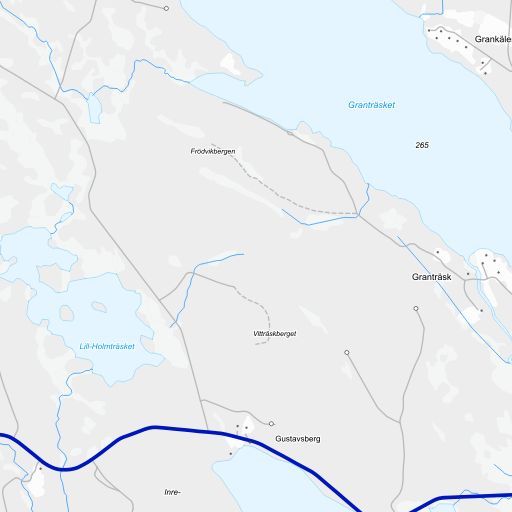 Grankäle
Granträsket
265
Frödvikbergen
Granträsk
Vitträskberget
Lill-Holmträsket
Gustavsberg
Inre-